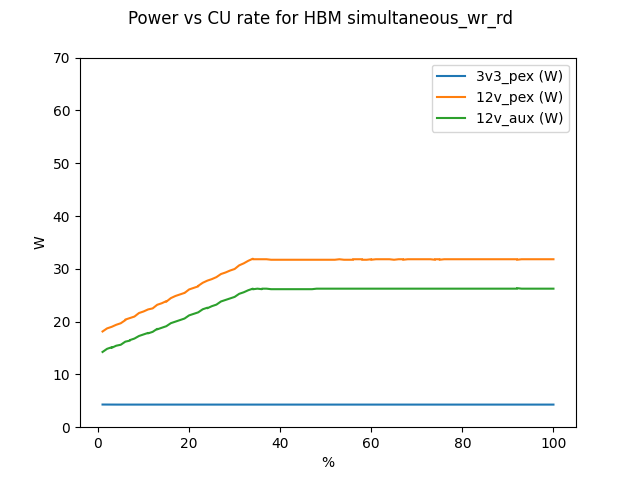 Power vs CU rate for HBM simultaneous_wr_rd
70
60
50
40
30
20
10
0
W
3v3_pex (W)
12v_pex (W)
12v_aux (W)
0 20 40 60 80 100
%